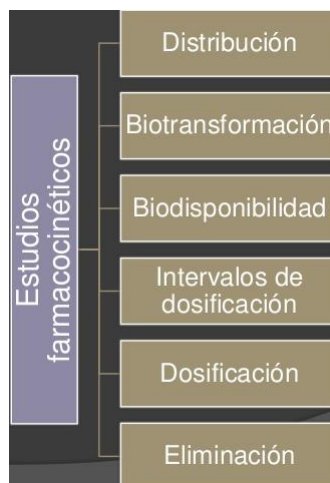 Estudios
farmacocinéticos
Distribución
Biotransformación
Biodisponibilidad
Intervalos de
dosificación
Dosificación
Eliminación